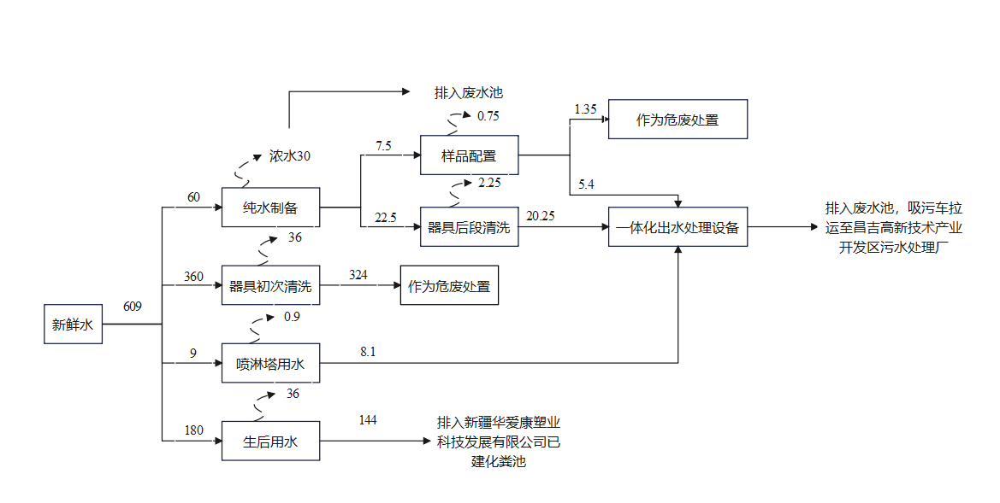 排入废水池
0.75
1.35
作为危废处置
浓水30
7.5
样品配置
60
纯水制备
2.25
5.4
22.5
器具后段清洗
20.25
一体化出水处理设备
排入废水池，吸污车拉
运至昌吉高新技术产业
开发区污水处理厂
36
360
器具初次清洗
324
作为危废处置
新鲜水
609
0.9
9
喷淋塔用水
8.1
36
180
生后用水
144
排入新疆华爱康塑业
科技发展有限公司已
建化粪池